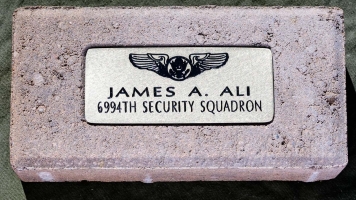 JAMES A. ALI
6994TH SECURITY SQUADRON